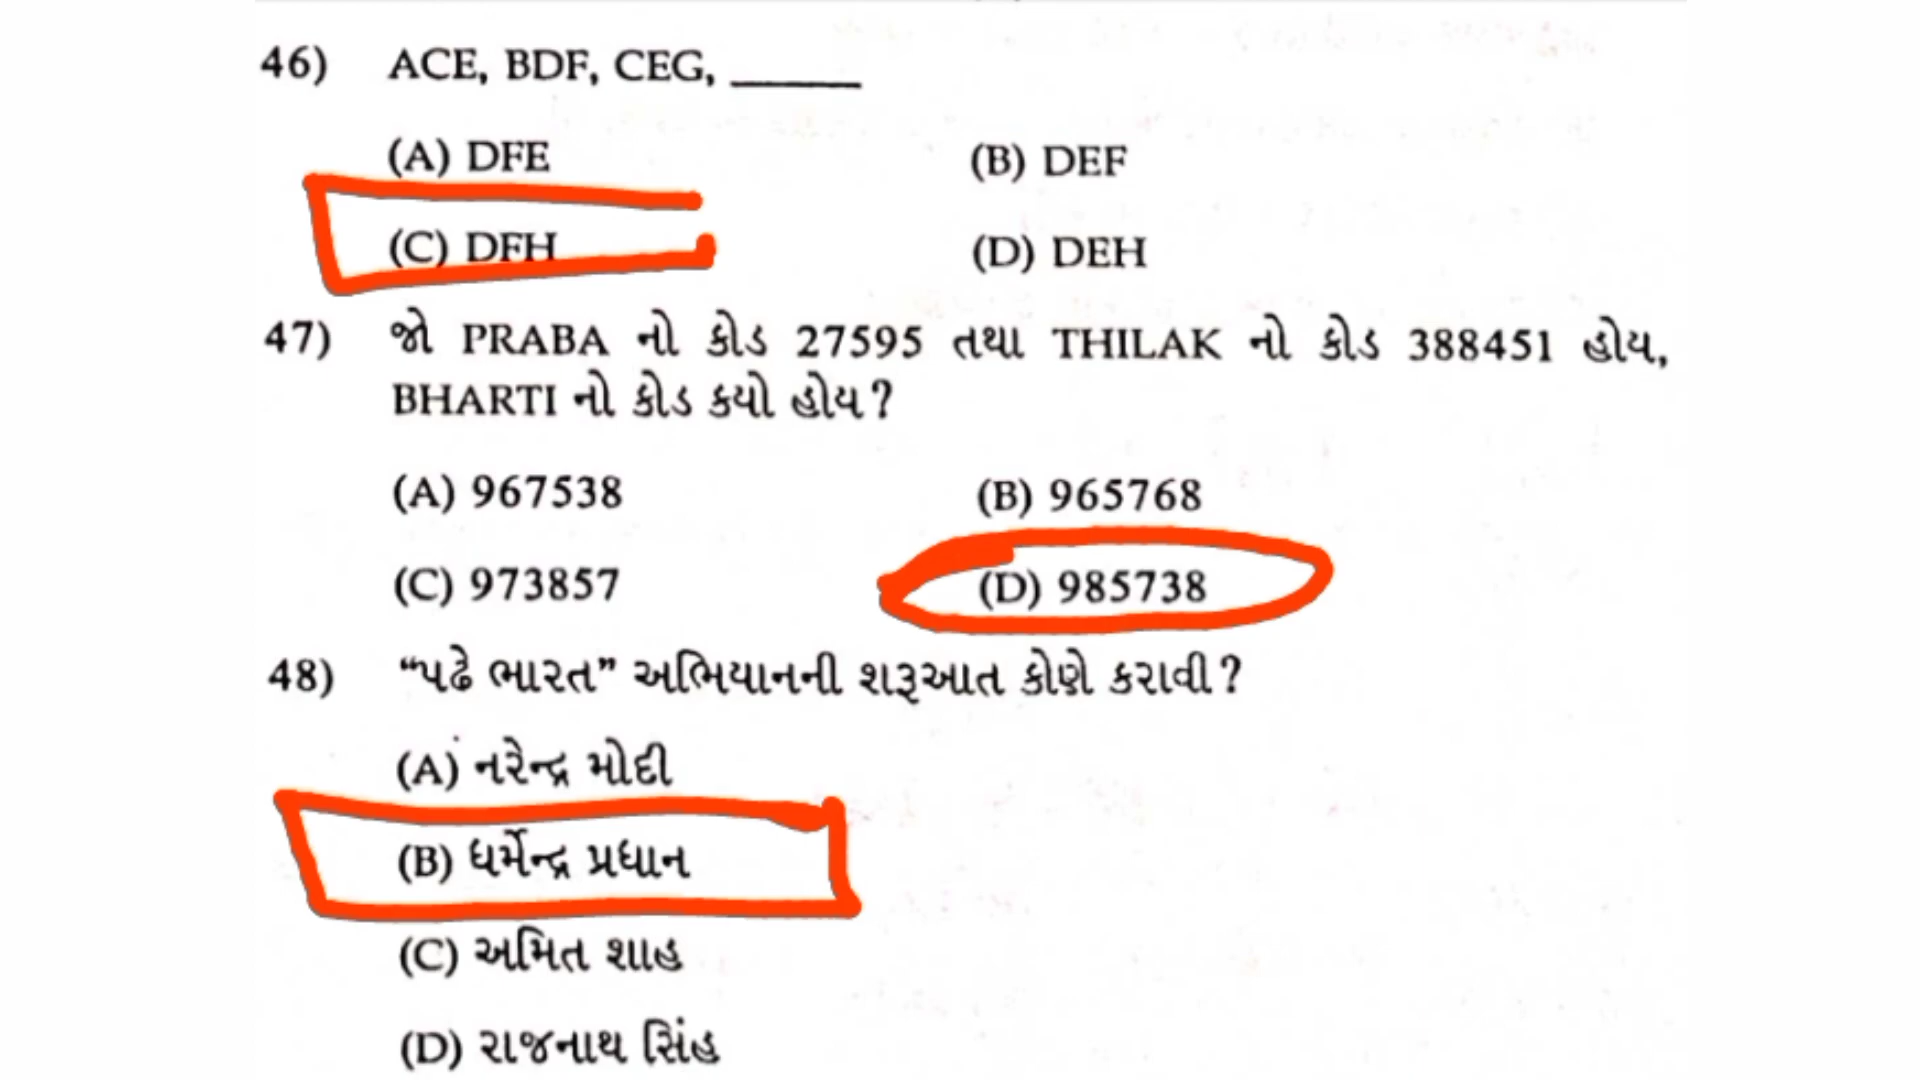 46) ACE, BDF, CEG, ______
(A) DFE (B) DEF
(C) DFH (D) DEH
47) જો PRABA નો કોડ 27595 તથા THILAK નો કોડ 388451 હોય,
BHARTI નો કોડ કયો હોય?
(A) 967538 (B) 965768
(C) 973857 (D) 985738
48) “પઢે ભારત” અભિયાનની શરૂઆત કોણે કરાવી?
(A) નરેન્દ્ર મોદી
(B) ધર્મેન્દ્ર પ્રધાન
(C) અમિત શાહ
(D) રાજનાથ સિંહ